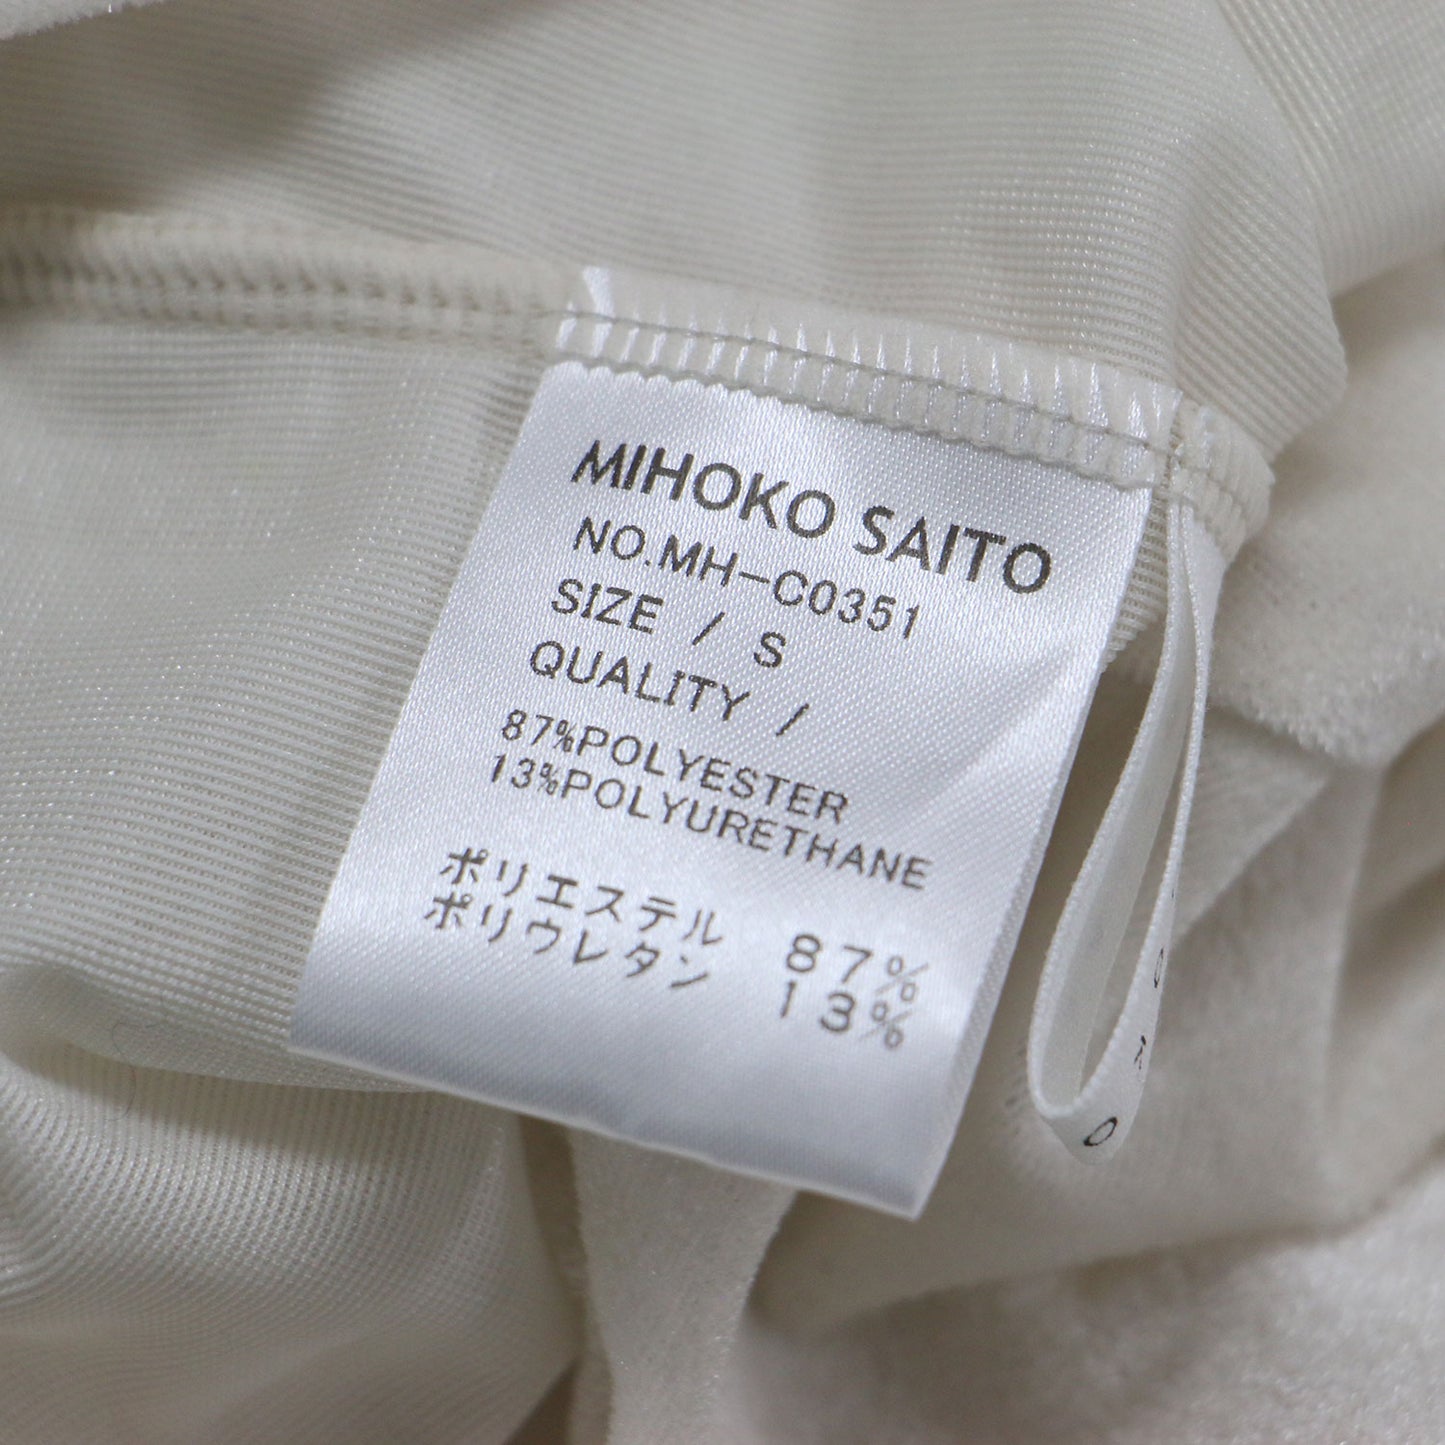 MIHOKO SAITO
NO.MH-C0351
SIZE / S
QUALITY /
87%POLYESTER
13%POLYURETHANE
ポリエステル 87%
ポリウレタン 13%